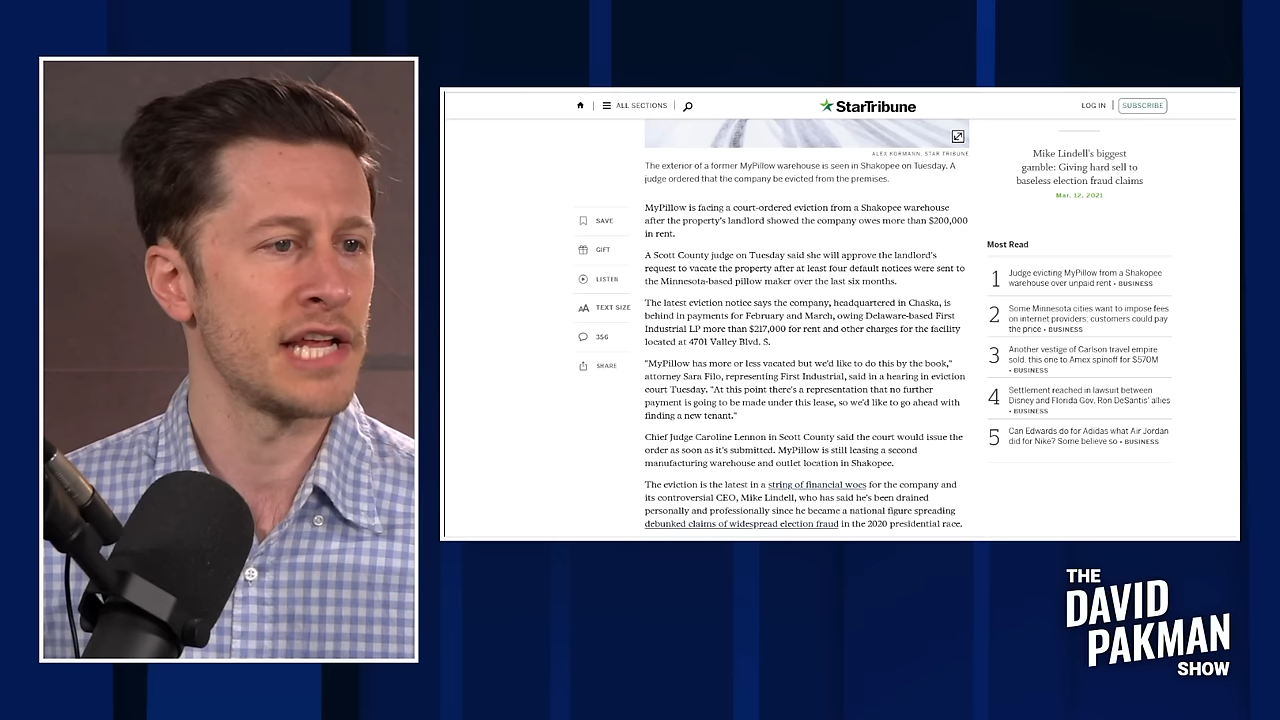 ALL SECTIONS
StarTribune
LOG IN
SUBSCRIBE
ALEX KORMANN, STAR TRIBUNE
The exterior of a former MyPillow warehouse is seen in Shakopee on Tuesday. A
judge ordered that the company be evicted from the premises.
SAVE
GIFT
LISTEN
AA TEXT SIZE
356
SHARE
MyPillow is facing a court-ordered eviction from a Shakopee warehouse
after the property's landlord showed the company owes more than $200,000
in rent.
A Scott County judge on Tuesday said she will approve the landlord's
request to vacate the property after at least four default notices were sent to
the Minnesota-based pillow maker over the last six months.
The latest eviction notice says the company, headquartered in Chaska, is
behind in payments for February and March, owing Delaware-based First
Industrial LP more than $217,000 for rent and other charges for the facility
located at 4701 Valley Blvd. S.
"MyPillow has more or less vacated but we'd like to do this by the book,"
attorney Sara Filo, representing First Industrial, said in a hearing in eviction
court Tuesday. "At this point there's a representation that no further
payment is going to be made under this lease, so we'd like to go ahead with
finding a new tenant."
Chief Judge Caroline Lennon in Scott County said the court would issue the
order as soon as it's submitted. MyPillow is still leasing a second
manufacturing warehouse and outlet location in Shakopee.
The eviction is the latest in a string of financial woes for the company and
its controversial CEO, Mike Lindell, who has said he's been drained
personally and professionally since he became a national figure spreading
debunked claims of widespread election fraud in the 2020 presidential race.
Mike Lindell's biggest
gamble: Giving hard sell to
baseless election fraud claims
Mar. 12, 2021
Most Read
1 Judge evicting MyPillow from a Shakopee
warehouse over unpaid rent • BUSINESS
2 Some Minnesota cities want to impose fees
on internet providers; customers could pay
the price • BUSINESS
3 Another vestige of Carlson travel empire
sold, this one to Amex spinoff for $570M
• BUSINESS
4 Settlement reached in lawsuit between
Disney and Florida Gov. Ron DeSantis' allies
• BUSINESS
5 Can Edwards do for Adidas what Air Jordan
did for Nike? Some believe so • BUSINESS
THE
DAVID
PAKMAN
SHOW